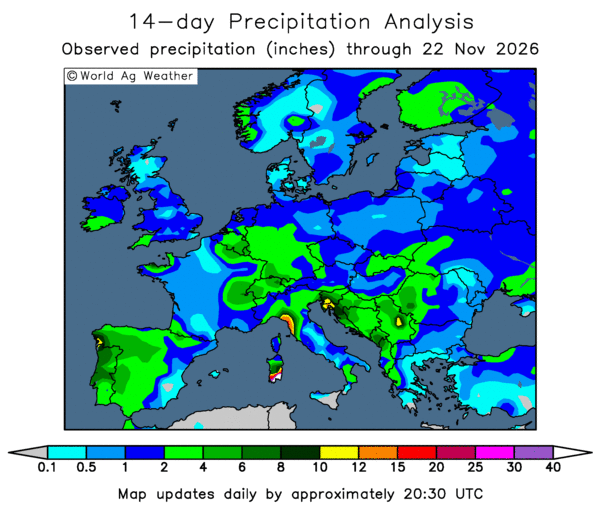 14-day Precipitation Analysis
Observed precipitation (inches) through 22 Nov 2026
© World Ag Weather
0.1 0.5 1 2 4 6 8 10 12 15 20 25 30 40
Map updates daily by approximately 20:30 UTC